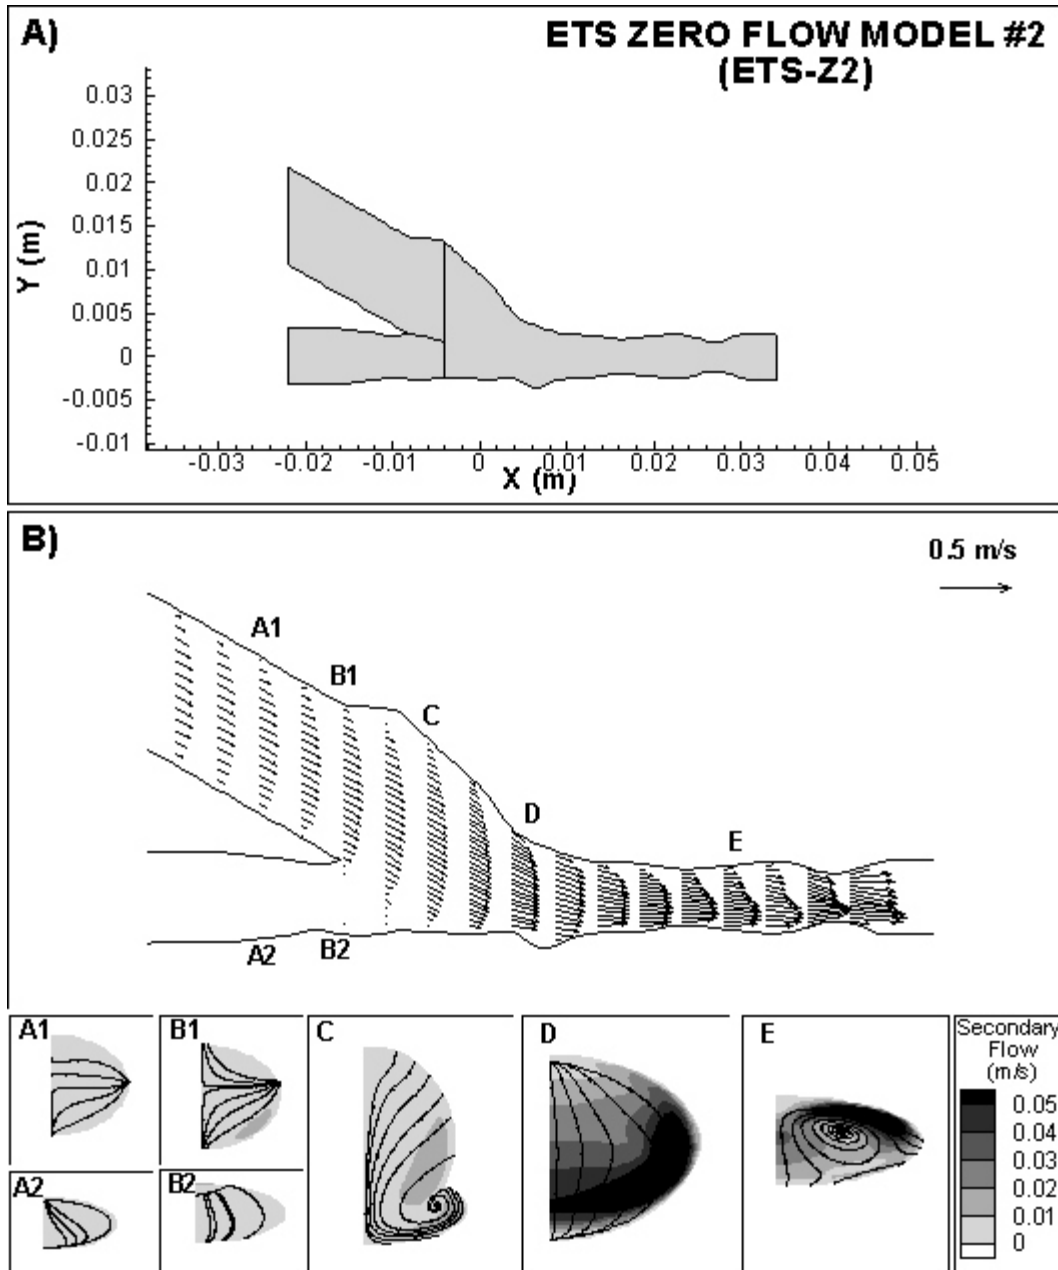 A)
ETS ZERO FLOW MODEL #2
(ETS-Z2)
0.03
0.025
0.02
0.015
0.01
0.005
0
-0.005
-0.01
Y (m)
-0.03 -0.02 -0.01 0 0.01 0.02 0.03 0.04 0.05
X (m)
B)
0.5 m/s
A1
B1
C
D
E
A2
B2
A1
B1
C
D
E
A2
B2
Secondary
Flow
(m/s)
0.05
0.04
0.03
0.02
0.01
0